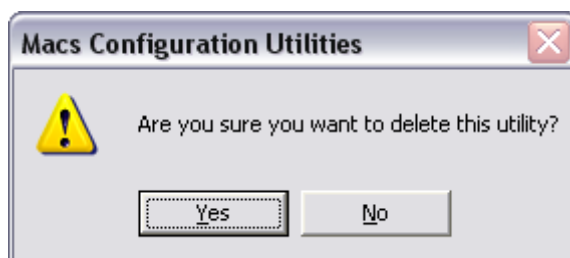 Macs Configuration Utilities
Are you sure you want to delete this utility?
Yes No